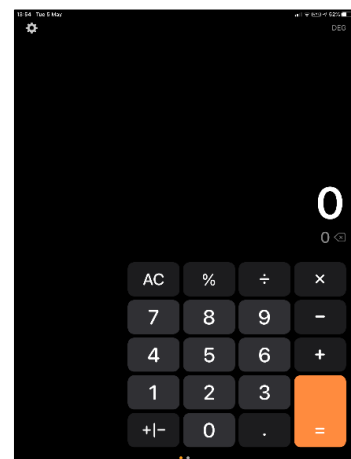 13:54 Tue 5 May 52%
DEG
0
0
AC % ÷ ×
7 8 9 −
4 5 6 +
1 2 3
+|− 0 . =